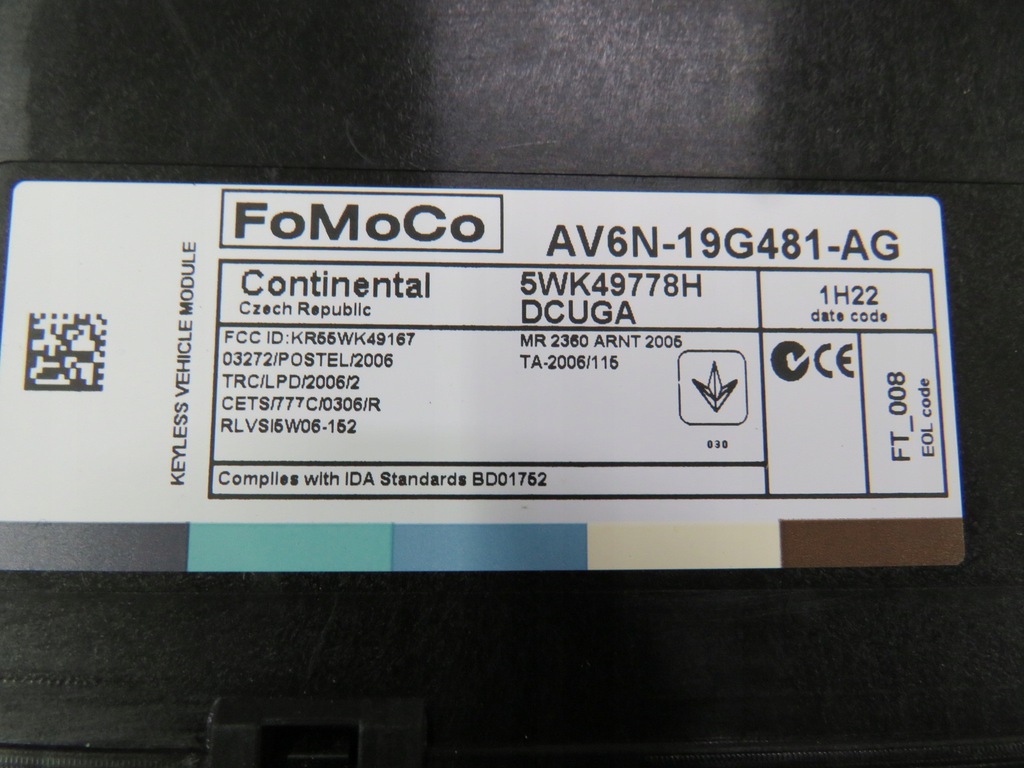 FoMoCo
AV6N-19G481-AG
KEYLESS VEHICLE MODULE
Continental
Czech Republic
5WK49778H
DCUGA
1H22
date code
FCC ID:KR55WK49167
03272/POSTEL/2006
TRC/LPD/2006/2
CETS/777C/0306/R
RLVSI5W06-152
MR 2360 ARNT 2005
TA-2006/115
030
CE
FT_008
EOL code
Complies with IDA Standards BD01752